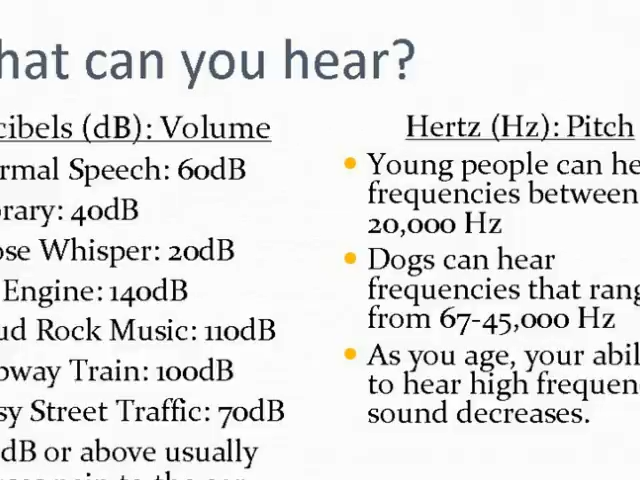 hat can you hear?
cibels (dB): Volume
rmal Speech: 60dB
rary: 40dB
ose Whisper: 20dB
Engine: 140dB
ud Rock Music: 110dB
way Train: 100dB
sy Street Traffic: 70dB
dB or above usually
Hertz (Hz): Pitch
Young people can he
frequencies between
20,000 Hz
Dogs can hear
frequencies that rang
from 67-45,000 Hz
As you age, your abil
to hear high frequen
sound decreases.